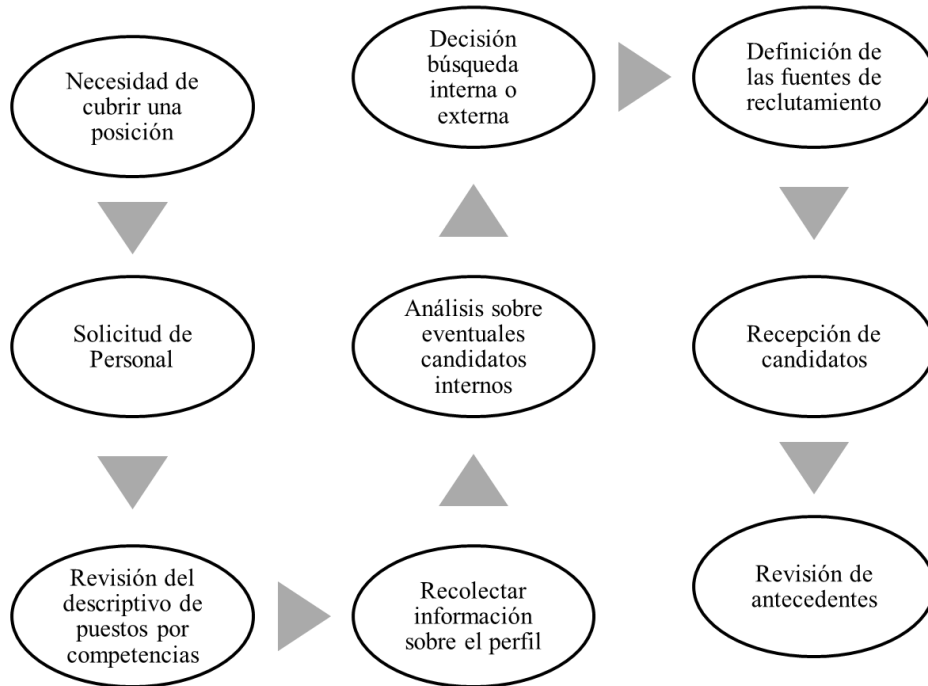 Necesidad de
cubrir una
posición
Solicitud de
Personal
Revisión del
descriptivo de
puestos por
competencias
Recolectar
información
sobre el perfil
Análisis sobre
eventuales
candidatos
internos
Decisión
búsqueda
interna o
externa
Definición de
las fuentes de
reclutamiento
Recepción de
candidatos
Revisión de
antecedentes